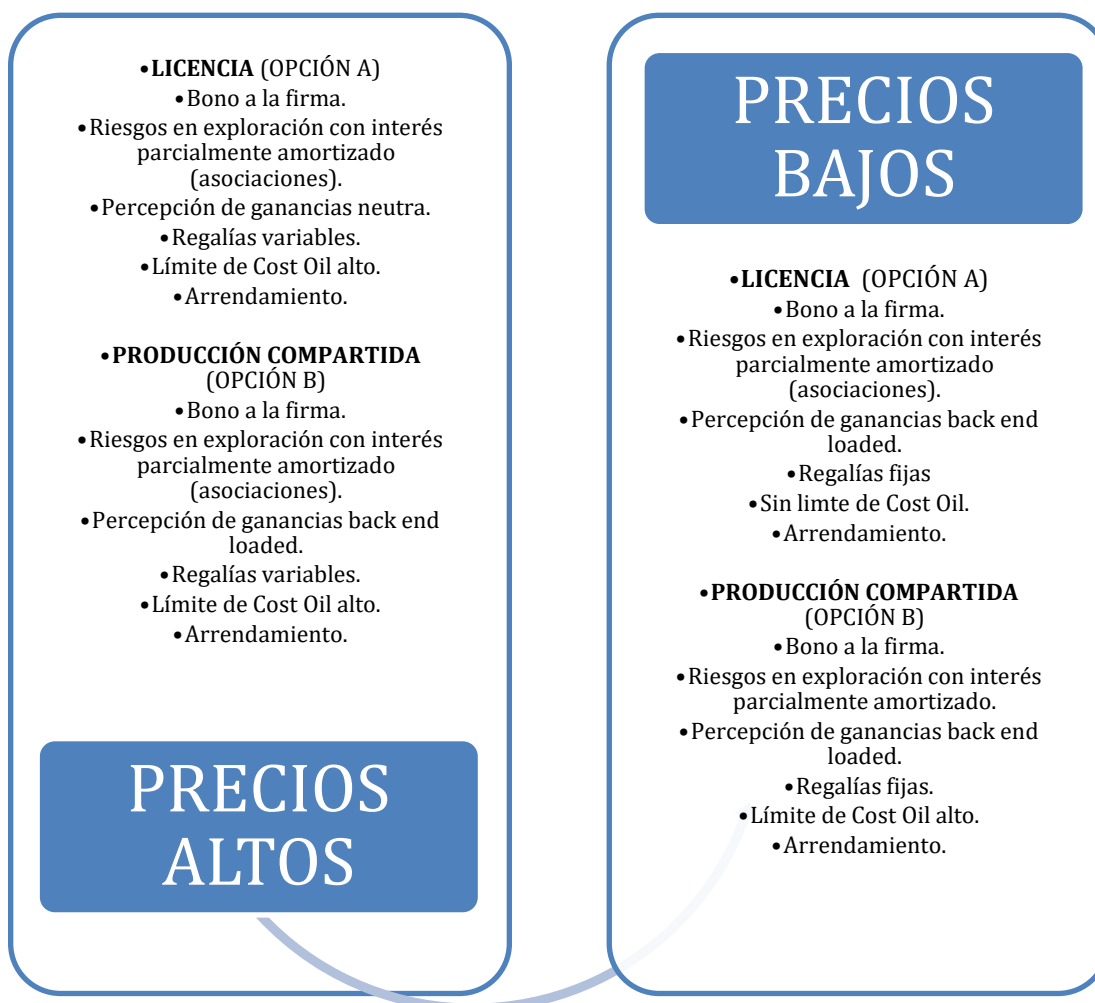 •LICENCIA (OPCIÓN A)
•Bono a la firma.
•Riesgos en exploración con interés
parcialmente amortizado
(asociaciones).
•Percepción de ganancias neutra.
•Regalías variables.
•Límite de Cost Oil alto.
•Arrendamiento.
•PRODUCCIÓN COMPARTIDA
(OPCIÓN B)
•Bono a la firma.
•Riesgos en exploración con interés
parcialmente amortizado
(asociaciones).
•Percepción de ganancias back end
loaded.
•Regalías variables.
•Límite de Cost Oil alto.
•Arrendamiento.
PRECIOS
ALTOS
PRECIOS
BAJOS
•LICENCIA (OPCIÓN A)
•Bono a la firma.
•Riesgos en exploración con interés
parcialmente amortizado
(asociaciones).
•Percepción de ganancias back end
loaded.
•Regalías fijas
•Sin limte de Cost Oil.
•Arrendamiento.
•PRODUCCIÓN COMPARTIDA
(OPCIÓN B)
•Bono a la firma.
•Riesgos en exploración con interés
parcialmente amortizado.
•Percepción de ganancias back end
loaded.
•Regalías fijas.
•Límite de Cost Oil alto.
•Arrendamiento.